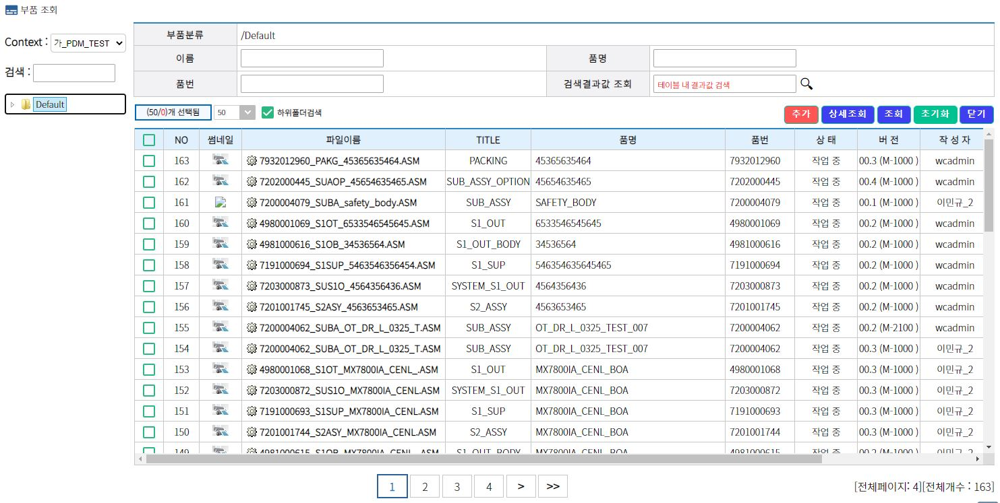 부품 조회
Context : 가_PDM_TEST
검색 :
Default
부품분류 /Default
이름 품명
품번 검색결과값 조회 테이블 내 결과값 검색
(50/0)개 선택됨 50 하위폴더검색 추가 상세조회 조회 초기화 닫기
NO 썸네일 파일이름 TITLE 품명 품번 상 태 버 전 작 성 자
163 7932012960_PAKG_45365635464.ASM PACKING 45365635464 7932012960 작업 중 00.3 (M-1000 ) wcadmin
162 7202000445_SUAOP_45654635465.ASM SUB_ASSY_OPTION 45654635465 7202000445 작업 중 00.4 (M-1000 ) wcadmin
161 7200004079_SUBA_safety_body.ASM SUB_ASSY SAFETY_BODY 7200004079 작업 중 00.1 (M-1000 ) 이민규_2
160 4980001069_S1OT_6533546545645.ASM S1_OUT 6533546545645 4980001069 작업 중 00.2 (M-1000 ) wcadmin
159 4981000616_S1OB_34536564.ASM S1_OUT_BODY 34536564 4981000616 작업 중 00.2 (M-1000 ) wcadmin
158 7191000694_S1SUP_5463546356454.ASM S1_SUP 546354635645465 7191000694 작업 중 00.2 (M-1000 ) wcadmin
157 7203000873_SUS1O_4564356436.ASM SYSTEM_S1_OUT 4564356436 7203000873 작업 중 00.2 (M-1000 ) wcadmin
156 7201001745_S2ASY_4563653465.ASM S2_ASSY 4563653465 7201001745 작업 중 00.2 (M-1000 ) wcadmin
155 7200004062_SUBA_OT_DR_L_0325_T.ASM SUB_ASSY OT_DR_L_0325_TEST_007 7200004062 작업 중 00.2 (M-2100 ) wcadmin
154 7200004062_SUBA_OT_DR_L_0325_T.ASM SUB_ASSY OT_DR_L_0325_TEST_007 7200004062 작업 중 00.3 (M-1000 ) 이민규_2
153 4980001068_S1OT_MX7800IA_CENL_.ASM S1_OUT MX7800IA_CENL_BOA 4980001068 작업 중 00.3 (M-1000 ) 이민규_2
152 7203000872_SUS1O_MX7800IA_CENL.ASM SYSTEM_S1_OUT MX7800IA_CENL_BOA 7203000872 작업 중 00.3 (M-1000 ) 이민규_2
151 7191000693_S1SUP_MX7800IA_CENL.ASM S1_SUP MX7800IA_CENL_BOA 7191000693 작업 중 00.3 (M-1000 ) 이민규_2
150 7201001744_S2ASY_MX7800IA_CENL.ASM S2_ASSY MX7800IA_CENL_BOA 7201001744 작업 중 00.3 (M-1000 ) 이민규_2
149 4981000615_S1OB_MX7800IA_CENL_.ASM S1_OUT_BODY MX7800IA_CENL_BOA 4981000615 작업 중 00.2 (M-1000 ) 이민규_2
1 2 3 4 > >> [전체페이지: 4][전체개수 : 163]